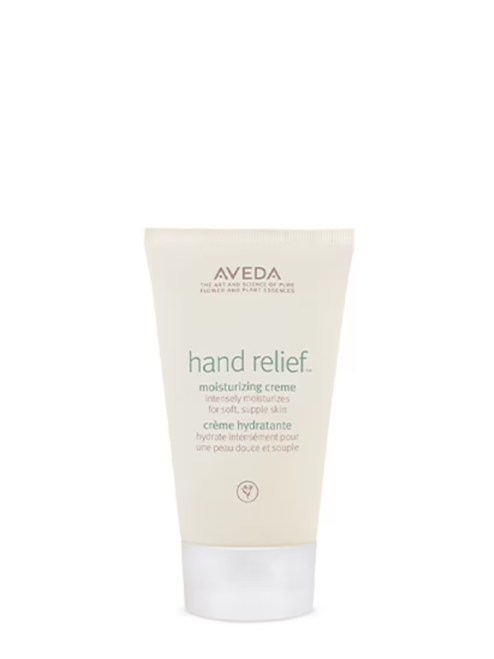 AVEDA
THE ART AND SCIENCE OF PURE
FLOWER AND PLANT ESSENCES
hand relief™
moisturizing creme
intensely moisturizes
for soft, supple skin
crème hydratante
hydrate intensément pour
une peau douce et souple